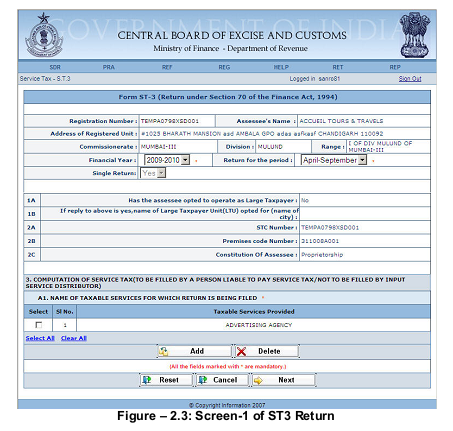 GOVERNMENT OF INDIA
CENTRAL BOARD OF EXCISE AND CUSTOMS
Ministry of Finance - Department of Revenue
SDR PRA REF REG HELP RET REP
Service Tax - S.T.3 Logged in sanro81 Sign Out
Form ST-3 (Return under Section 70 of the Finance Act, 1994)
Registration Number : TEMPA0798XSD001 Assessee's Name : ACCUEIL TOURS & TRAVELS
Address of Registered Unit : #1025 BHARATH MANSION asd AMBALA GPO adas asfkasf CHANDIGARH 110092
Commissionerate : MUMBAI-III Division : MULUND Range : I OF DIV MULUND OF MUMBAI-III
Financial Year : 2009-2010 * Return for the period : April-September *
Single Return: Yes
1A Has the assessee opted to operate as Large Taxpayer : No
1B If reply to above is yes,name of Large Taxpayer Unit(LTU) opted for (name of city) :
2A STC Number : TEMPA0798XSD001
2B Premises code Number : 311008A001
2C Constitution Of Assessee : Proprietorship
3. COMPUTATION OF SERVICE TAX(TO BE FILLED BY A PERSON LIABLE TO PAY SERVICE TAX/NOT TO BE FILLED BY INPUT
SERVICE DISTRIBUTOR)
A1. NAME OF TAXABLE SERVICES FOR WHICH RETURN IS BEING FILED *
Select Sl No. Taxable Services Provided
1 ADVERTISING AGENCY
Select All Clear All
Add Delete
(All the fields marked with * are mandatory.)
Reset Cancel Next
© Copyright Information 2007
Figure – 2.3: Screen-1 of ST3 Return